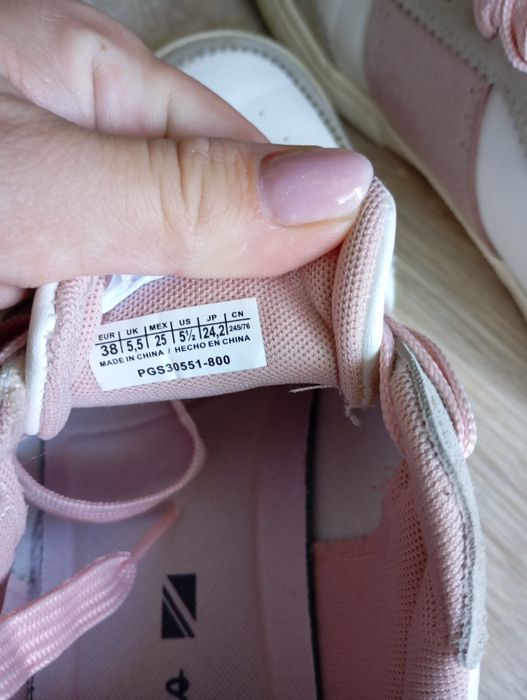 EUR UK MEX US JP CN
38 5,5 25 5½ 24,2 245/76
MADE IN CHINA / HECHO EN CHINA
PGS30551-800